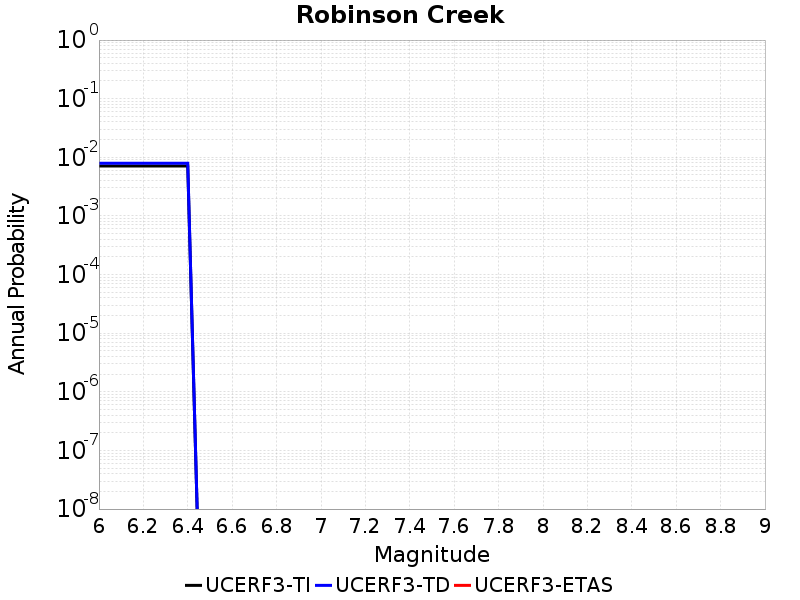 Robinson Creek
10^0
10^-1
10^-2
10^-3
10^-4
10^-5
10^-6
10^-7
10^-8
Annual Probability
6 6.2 6.4 6.6 6.8 7 7.2 7.4 7.6 7.8 8 8.2 8.4 8.6 8.8 9
Magnitude
UCERF3-TI UCERF3-TD UCERF3-ETAS